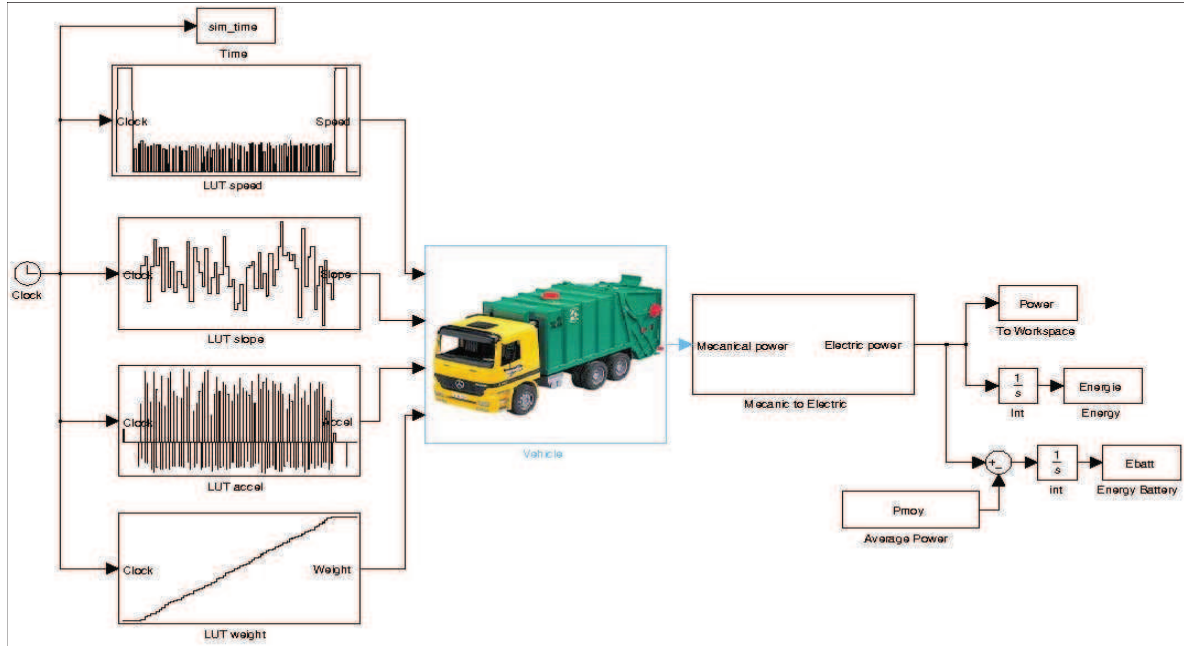 sim_time
Time
Clock Speed
LUT speed
Clock Slope
LUT slope
Clock
Clock Accel
LUT accel
Clock Weight
LUT weight
Vehicle
Mecanical power Electric power
Mecanic to Electric
Power
To Workspace
1
s
Int
Energie
Energy
+
-
1
s
int
Ebatt
Energy Battery
Pmoy
Average Power